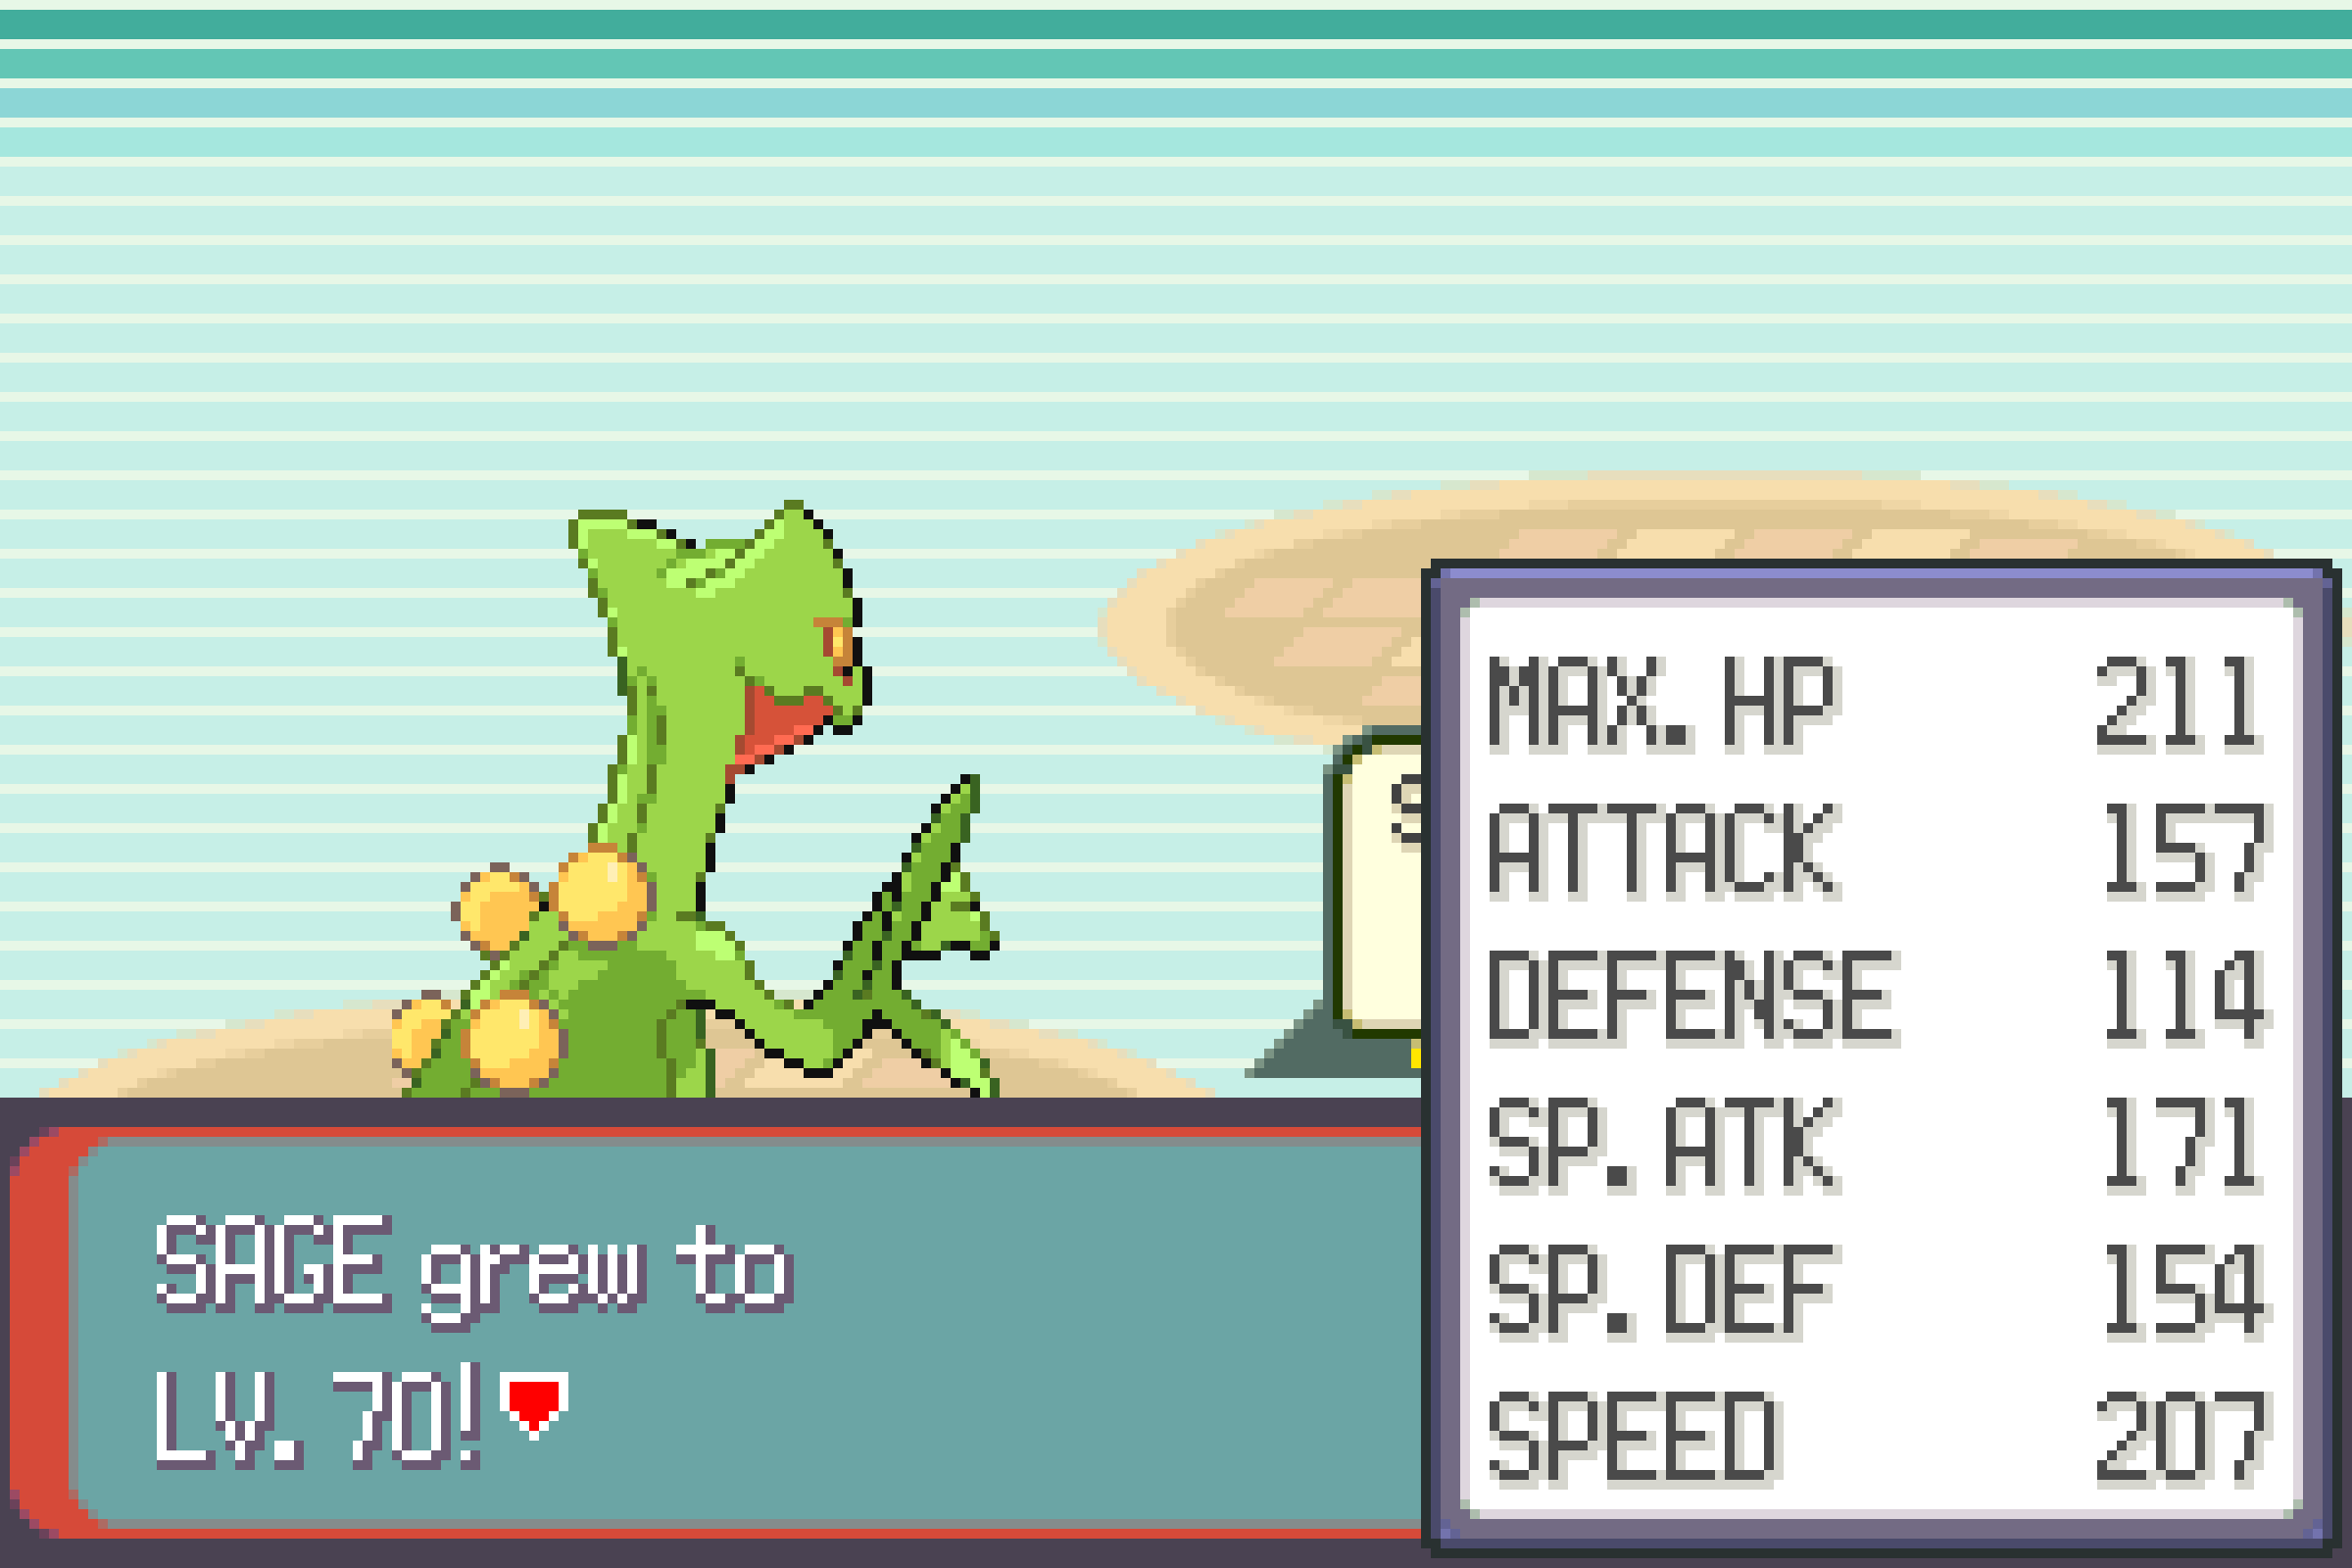 S
MAX. HP 211
ATTACK 157
DEFENSE 114
SP. ATK 171
SP. DEF 154
SPEED 207
SAGE grew to
LV. 70!